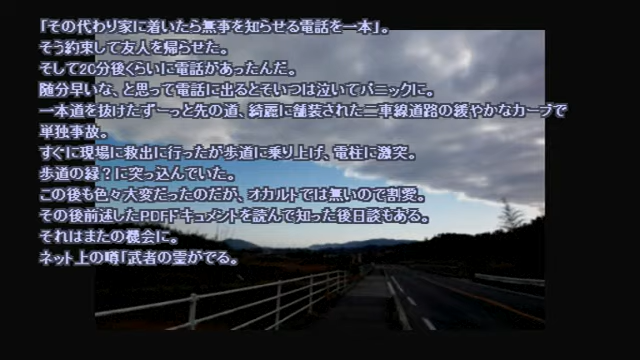 「その代わり家に着いたら無事を知らせる電話を一本」。
そう約束して友人を帰らせた。
そして20分後くらいに電話があったんだ。
随分早いな、と思って電話に出るとそいつは泣いてパニックに。
一本道を抜けたずーっと先の道、綺麗に舗装された二車線道路の緩やかなカーブで
単独事故。
すぐに現場に救出に行ったが歩道に乗り上げ、電柱に激突。
歩道の縁？に突っ込んでいた。
この後も色々大変だったのだが、オカルトでは無いので割愛。
その後前述したPDFドキュメントを読んで知った後日談もある。
それはまたの機会に。
ネット上の噂「武者の霊がでる。